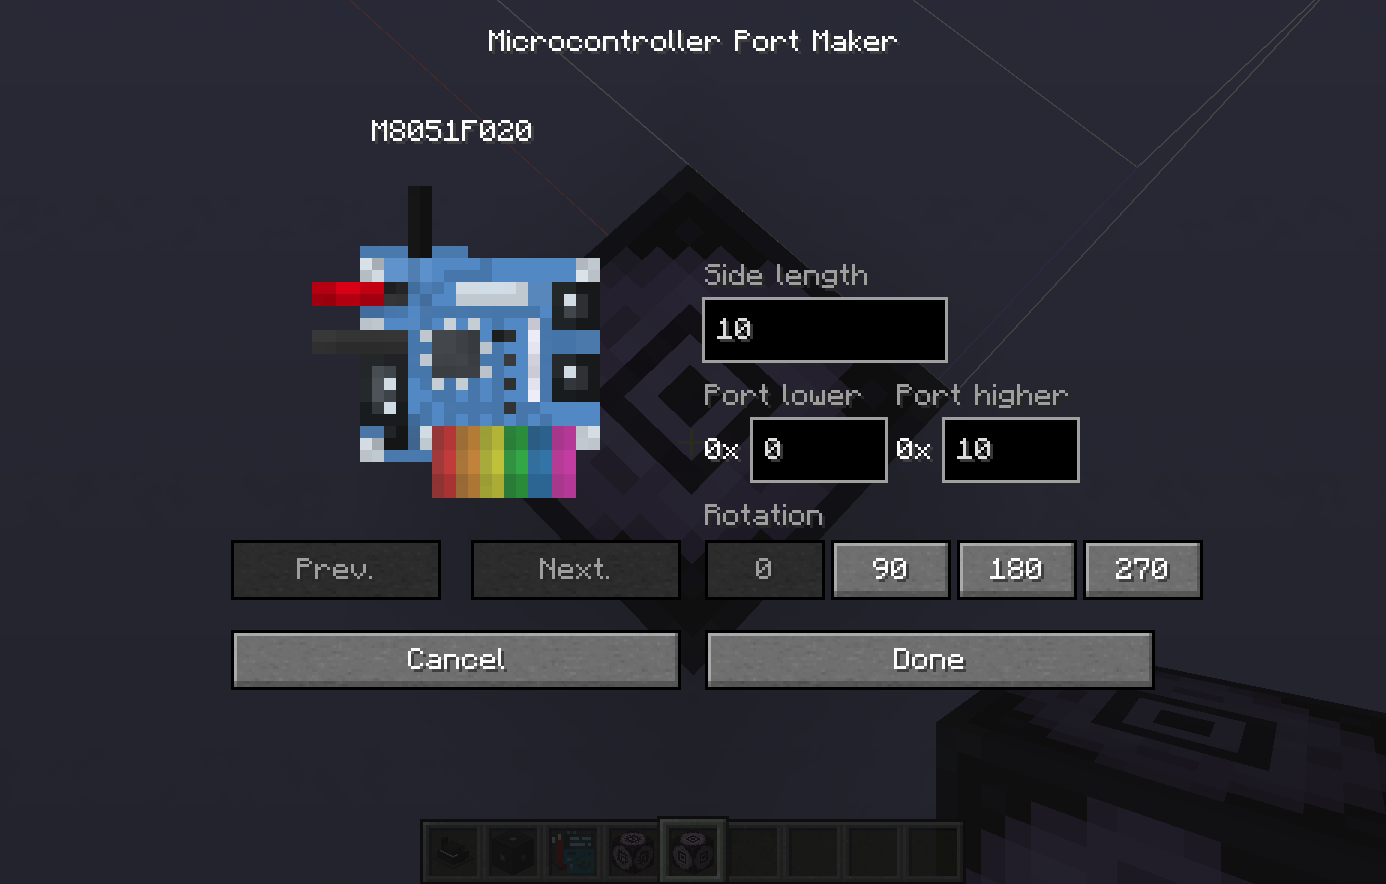 Microcontroller Port Maker
M8051F020
Side length
10
Port lower Port higher
0x 0 0x 10
Rotation
Prev. Next. 0 90 180 270
Cancel Done